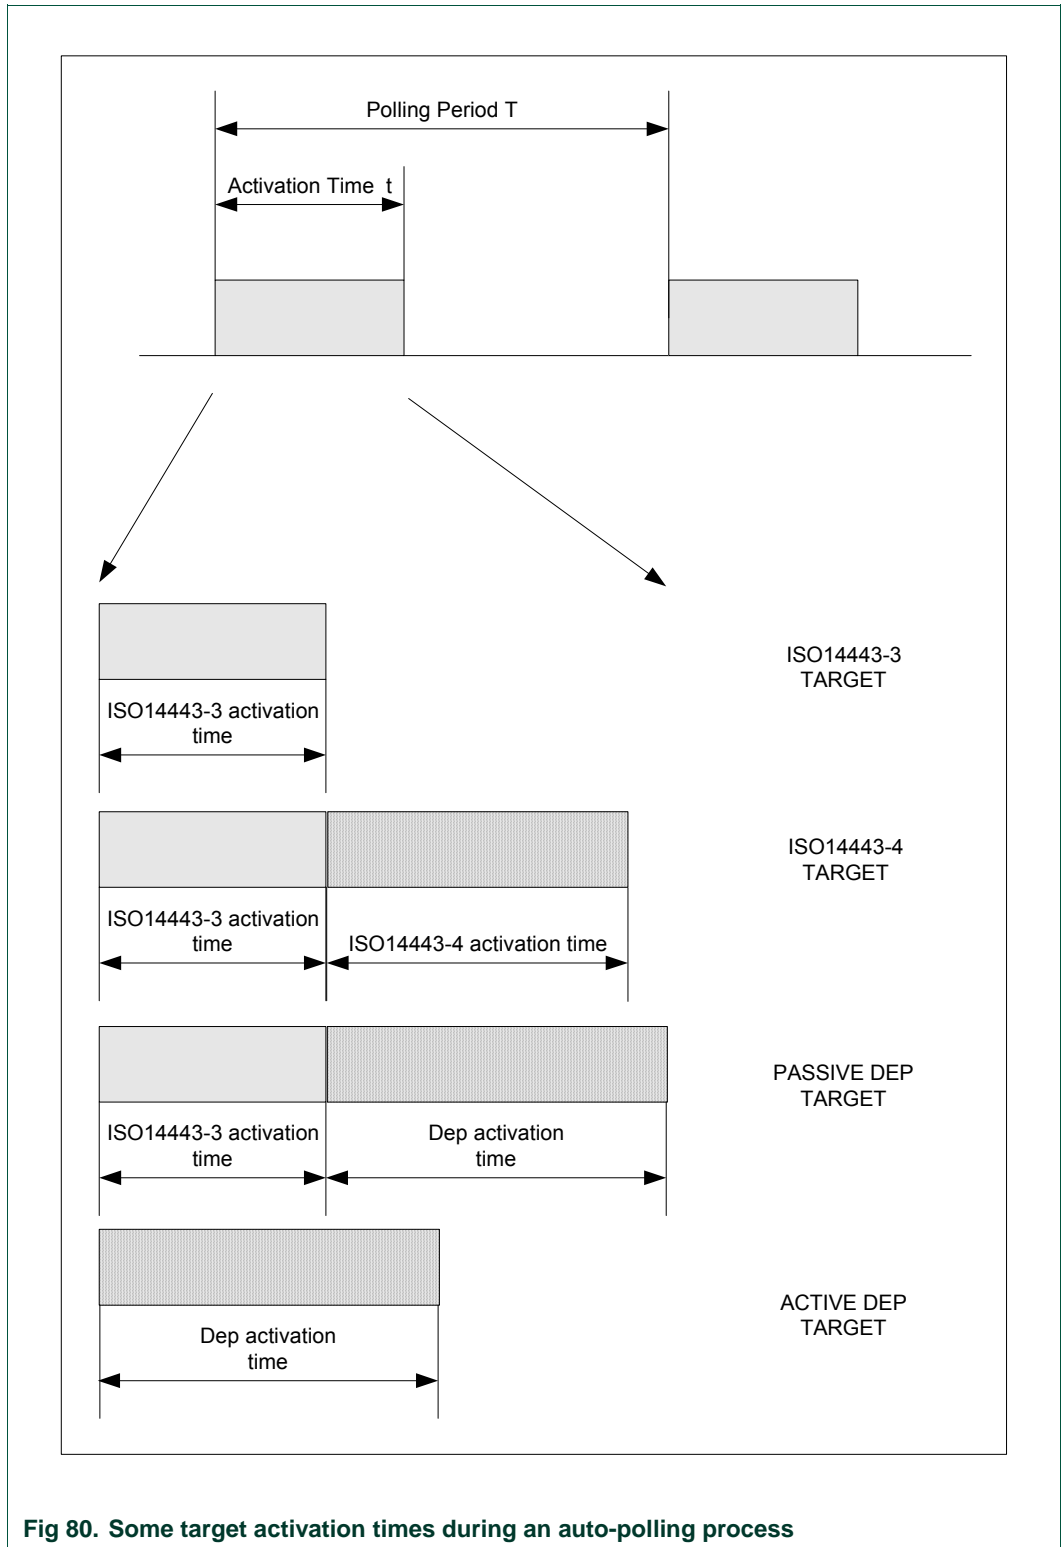 Polling Period T
Activation Time t
ISO14443-3
TARGET
ISO14443-3 activation
time
ISO14443-4
TARGET
ISO14443-3 activation
time
ISO14443-4 activation time
PASSIVE DEP
TARGET
ISO14443-3 activation
time
Dep activation
time
ACTIVE DEP
TARGET
Dep activation
time
Fig 80. Some target activation times during an auto-polling process